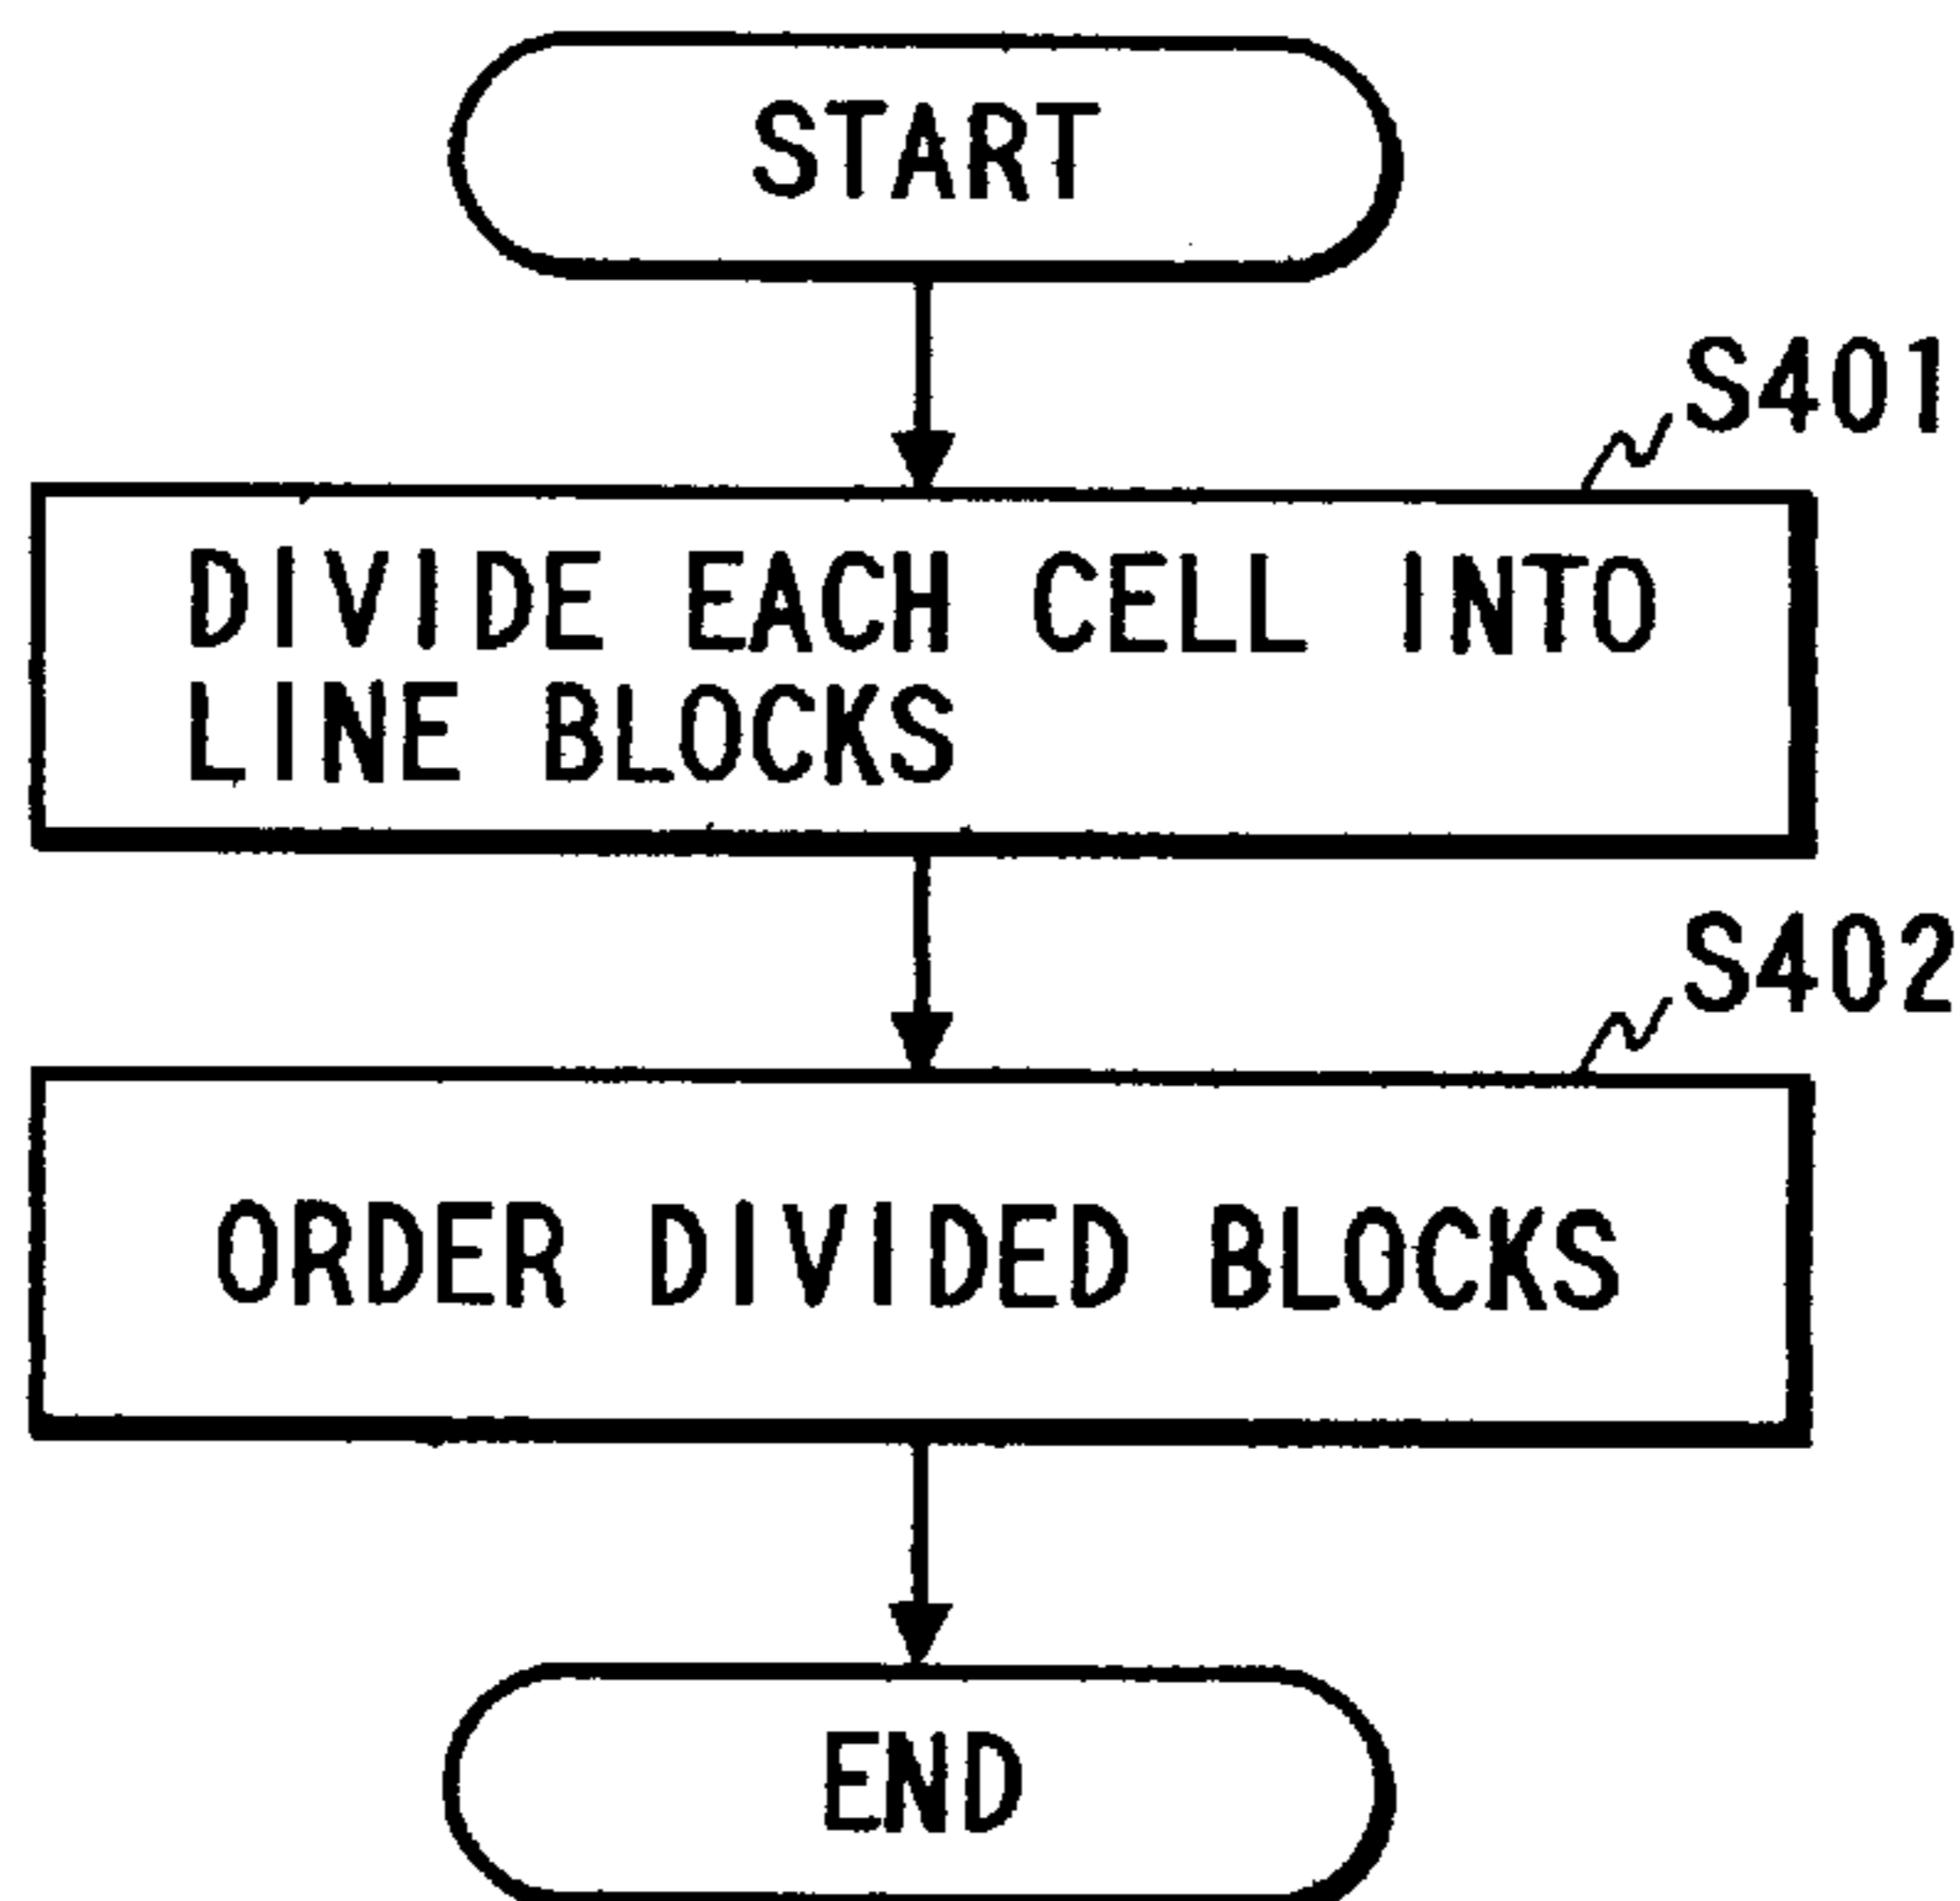 START
S401
DIVIDE EACH CELL INTO
LINE BLOCKS
S402
ORDER DIVIDED BLOCKS
END